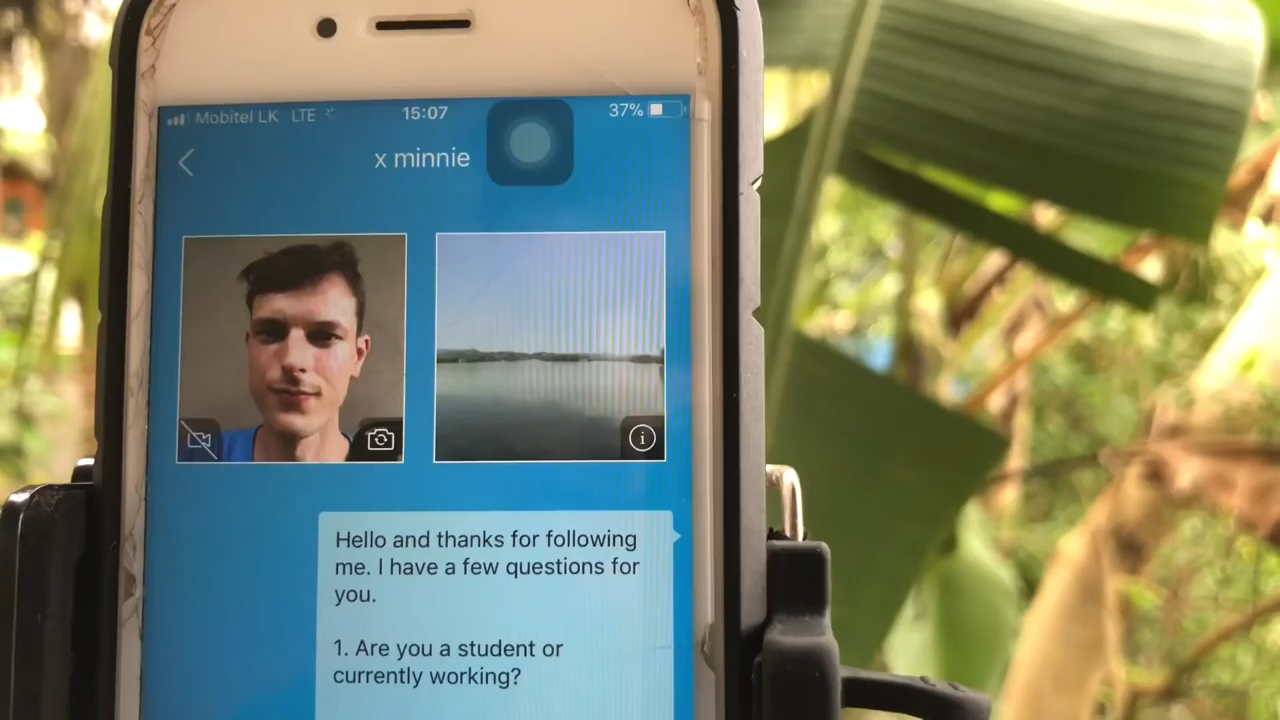 Mobitel LK LTE 15:07 37%
x minnie
Hello and thanks for following
me. I have a few questions for
you.
1. Are you a student or
currently working?